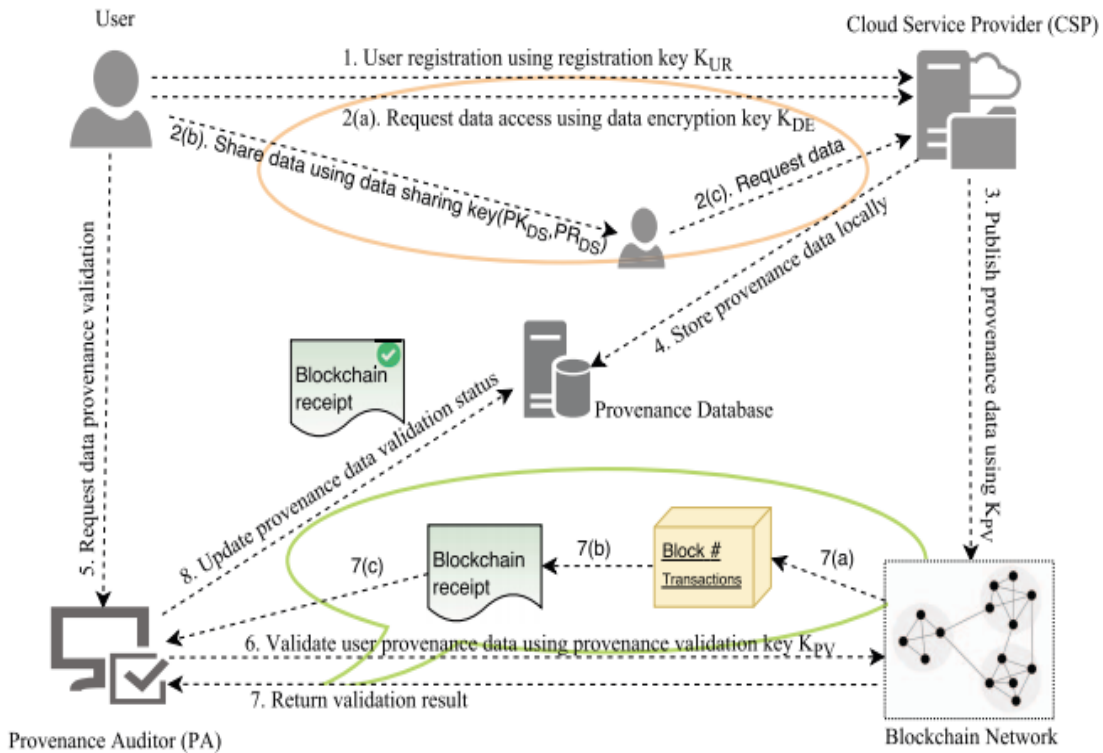 User
Cloud Service Provider (CSP)
1. User registration using registration key K_UR
2(a). Request data access using data encryption key K_DE
2(b). Share data using data sharing key(PK_DS,PR_DS)
2(c). Request data
3. Publish provenance data using K_PV
4. Store provenance data locally
5. Request data provenance validation
Blockchain
receipt
Provenance Database
8. Update provenance data validation status
7(c)
Blockchain
receipt
7(b)
Block #
Transactions
7(a)
6. Validate user provenance data using provenance validation key K_PV
7. Return validation result
Provenance Auditor (PA)
Blockchain Network